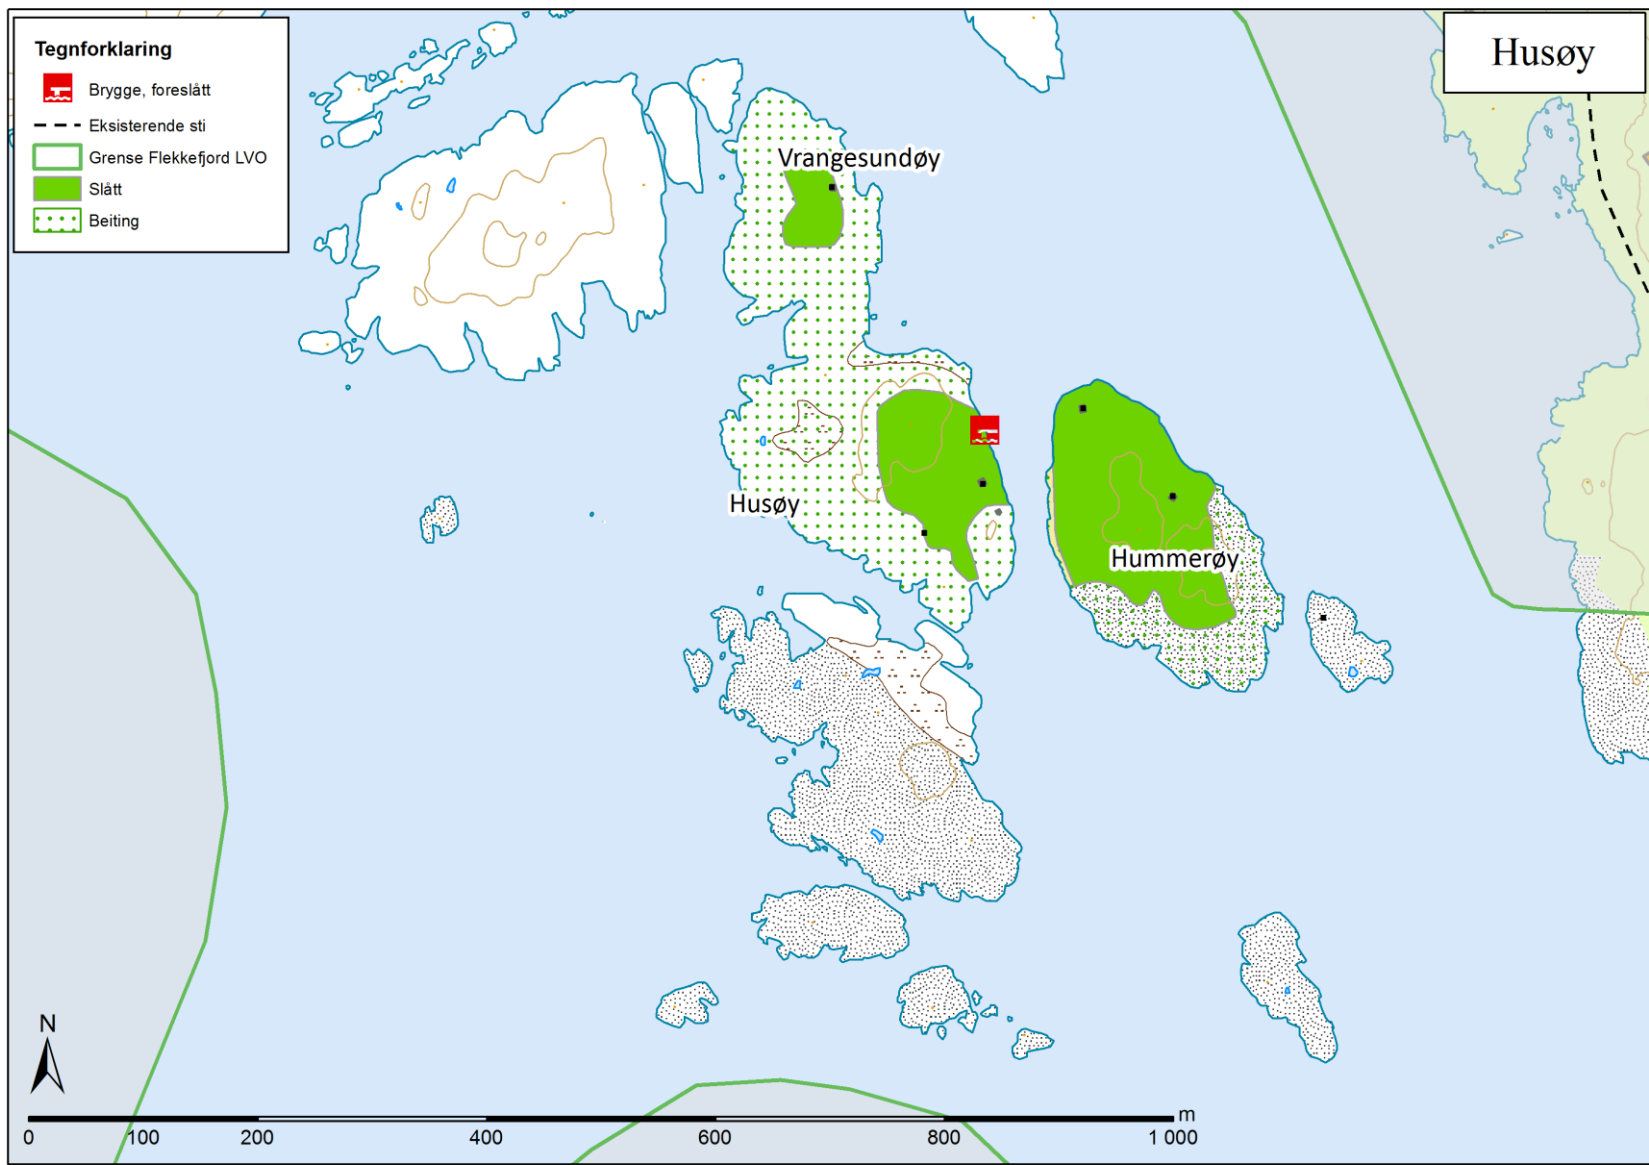 Husøy
Tegnforklaring
Brygge, foreslått
Eksisterende sti
Grense Flekkefjord LVO
Slått
Beiting
Vrangesundøy
Husøy
Hummerøy
N
m
0 100 200 400 600 800 1 000